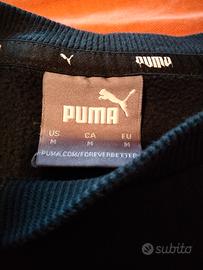 PUMA
PUMA
US CA EU
M M M
PUMA.COM/FOREVERBETTER
subito